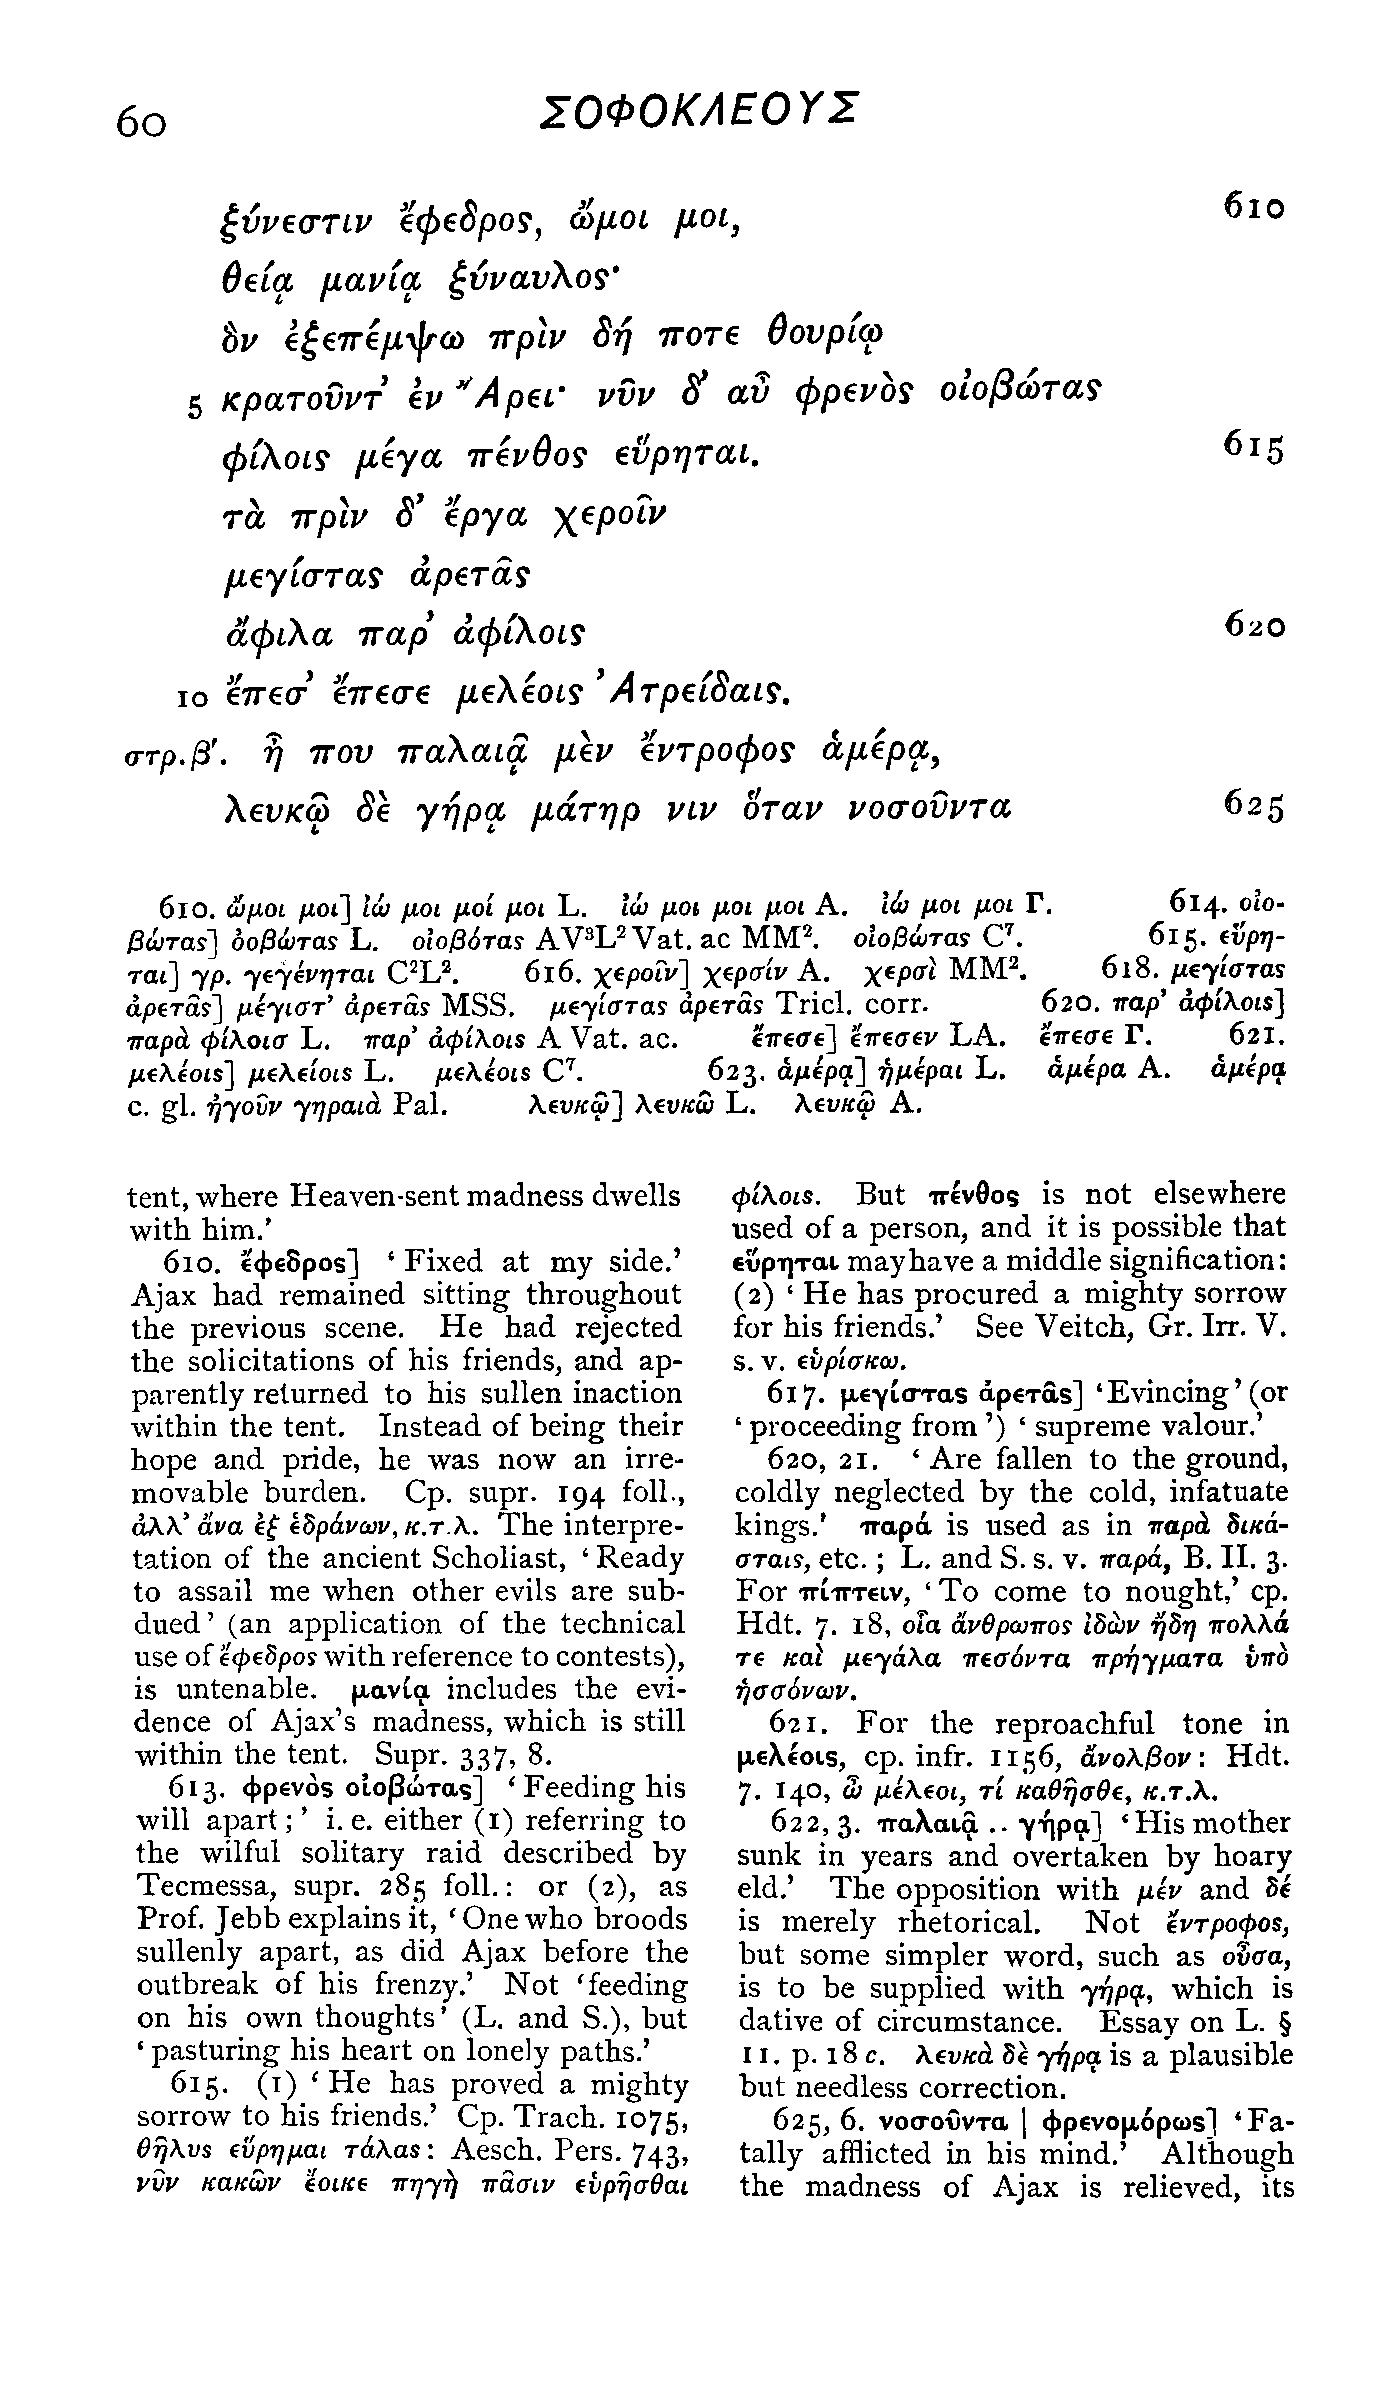 60
ΣΟΦΟΚΛΕΟΥΣ
ξύνεστιν ἔφεδρος, ὤμοι μοι, 610
θείᾳ μανίᾳ ξύναυλος·
ὃν ἐξεπέμψω πρὶν δή ποτε θουρίῳ
5 κρατοῦντ’ ἐν Ἄρει· νῦν δ’ αὖ φρενὸς οἰοβώτας
φίλοις μέγα πένθος εὕρηται. 615
τὰ πρὶν δ’ ἔργα χεροῖν
μεγίστας ἀρετᾶς
ἄφιλα παρ’ ἀφίλοις 620
10 ἔπεσ’ ἔπεσε μελέοις Ἀτρείδαις.
στρ.β΄. ἦ που παλαιᾷ μὲν ἔντροφος ἁμέρᾳ,
λευκῷ δὲ γήρᾳ μάτηρ νιν ὅταν νοσοῦντα 625
610. ὤμοι μοι] ἰώ μοι μοί μοι L. ἰώ μοι μοι μοι A. ἰώ μοι μοι Γ. 614. οἰο-
βώτας] ὀοβώτας L. οἰοβότας AV³L² Vat. ac MM². οἰοβώτας C⁷. 615. εὕρη-
ται] γρ. γεγένηται C²L². 616. χεροῖν] χερσίν A. χερσὶ MM². 618. μεγίστας
ἀρετᾶς] μέγιστ’ ἀρετᾶς MSS. μεγίστας ἀρετᾶς Tricl. corr. 620. παρ’ ἀφίλοις]
παρὰ φίλοισ L. παρ’ ἀφίλοις A Vat. ac. ἔπεσε] ἔπεσεν LA. ἔπεσε Γ. 621.
μελέοις] μελείοις L. μελέοις C⁷. 623. ἁμέρᾳ] ἡμέραι L. ἁμέρα A. ἁμέρᾳ
c. gl. ἡγοῦν γηραιὰ Pal. λευκῷ] λευκῶ L. λευκῷ A.
tent, where Heaven-sent madness dwells
with him.’
610. ἔφεδρος] ‘Fixed at my side.’
Ajax had remained sitting throughout
the previous scene. He had rejected
the solicitations of his friends, and ap-
parently returned to his sullen inaction
within the tent. Instead of being their
hope and pride, he was now an irre-
movable burden. Cp. supr. 194 foll.,
ἀλλ’ ἄνα ἐξ ἑδράνων, κ.τ.λ. The interpre-
tation of the ancient Scholiast, ‘Ready
to assail me when other evils are sub-
dued’ (an application of the technical
use of ἔφεδρος with reference to contests),
is untenable. μανίᾳ includes the evi-
dence of Ajax’s madness, which is still
within the tent. Supr. 337, 8.
613. φρενὸς οἰοβώτας] ‘Feeding his
will apart;’ i. e. either (1) referring to
the wilful solitary raid described by
Tecmessa, supr. 285 foll.: or (2), as
Prof. Jebb explains it, ‘One who broods
sullenly apart, as did Ajax before the
outbreak of his frenzy.’ Not ‘feeding
on his own thoughts’ (L. and S.), but
‘pasturing his heart on lonely paths.’
615. (1) ‘He has proved a mighty
sorrow to his friends.’ Cp. Trach. 1075,
θῆλυς εὕρημαι τάλας: Aesch. Pers. 743,
νῦν κακῶν ἔοικε πηγὴ πᾶσιν εὑρῆσθαι
φίλοις. But πένθος is not elsewhere
used of a person, and it is possible that
εὕρηται may have a middle signification:
(2) ‘He has procured a mighty sorrow
for his friends.’ See Veitch, Gr. Irr. V.
s. v. εὑρίσκω.
617. μεγίστας ἀρετᾶς] ‘Evincing’ (or
‘proceeding from’) ‘supreme valour.’
620, 21. ‘Are fallen to the ground,
coldly neglected by the cold, infatuate
kings.’ παρά is used as in παρὰ δικά-
σταις, etc.; L. and S. s. v. παρά, B. II. 3.
For πίπτειν, ‘To come to nought,’ cp.
Hdt. 7. 18, οἷα ἄνθρωπος ἰδὼν ἤδη πολλά
τε καὶ μεγάλα πεσόντα πρήγματα ὑπὸ
ἡσσόνων.
621. For the reproachful tone in
μελέοις, cp. infr. 1156, ἄνολβον: Hdt.
7. 140, ὦ μέλεοι, τί καθῆσθε, κ.τ.λ.
622, 3. παλαιᾷ .. γήρᾳ] ‘His mother
sunk in years and overtaken by hoary
eld.’ The opposition with μέν and δέ
is merely rhetorical. Not ἔντροφος,
but some simpler word, such as οὖσα,
is to be supplied with γήρᾳ, which is
dative of circumstance. Essay on L. §
11. p. 18 c. λευκὰ δὲ γήρᾳ is a plausible
but needless correction.
625, 6. νοσοῦντα | φρενομόρως] ‘Fa-
tally afflicted in his mind.’ Although
the madness of Ajax is relieved, its